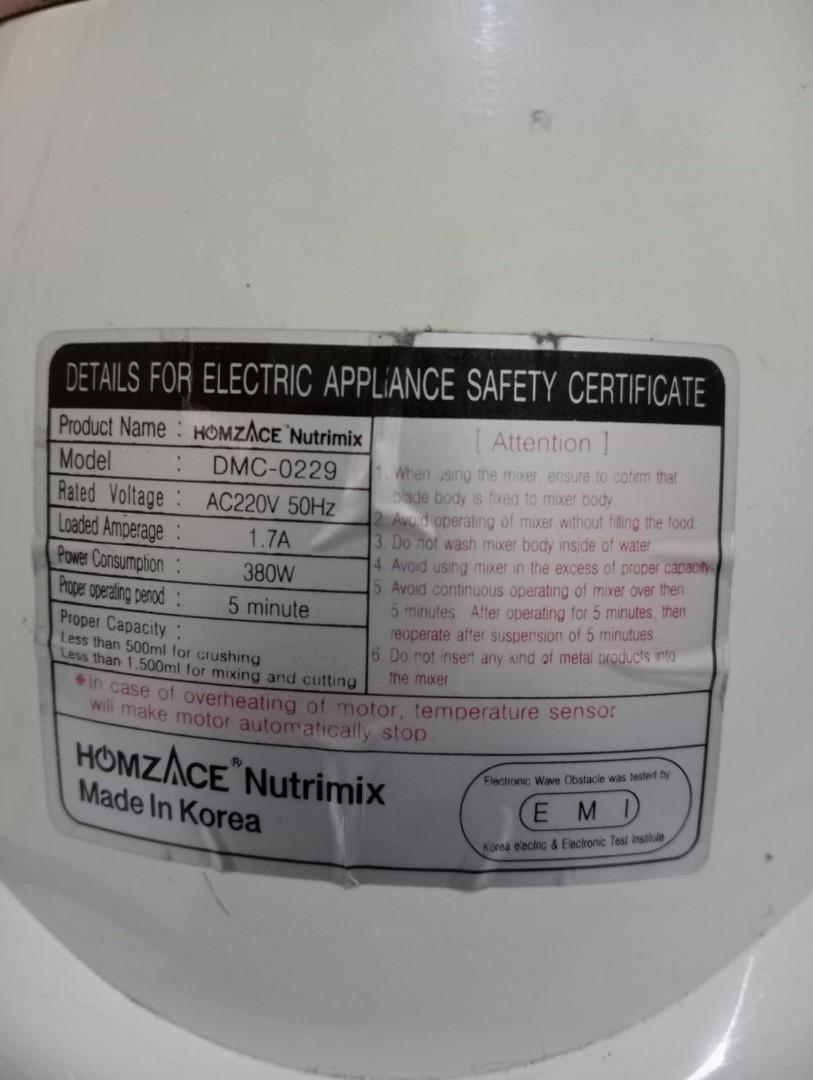 DETAILS FOR ELECTRIC APPLIANCE SAFETY CERTIFICATE
Product Name : HOMZACE Nutrimix
Model : DMC-0229
Rated Voltage : AC220V 50Hz
Loaded Amperage : 1.7A
Power Consumption : 380W
Proper operating period : 5 minute
Proper Capacity :
Less than 500ml for crushing
Less than 1.500ml for mixing and cutting
[ Attention ]
1. When using the mixer, ensure to cofirm that
blade body is fixed to mixer body.
2. Avoid operating of mixer without filling the food.
3. Do not wash mixer body inside of water.
4. Avoid using mixer in the excess of proper capacity.
5. Avoid continuous operating of mixer over then
5 minutes. After operating for 5 minutes, then
reoperate after suspension of 5 minutues.
6. Do not insert any kind of metal products into
the mixer
※In case of overheating of motor, temperature sensor
will make motor automatically stop.
HOMZACE® Nutrimix
Made In Korea
Electronic Wave Obstacle was tested by
E M I
Korea electric & Electronic Test Institute